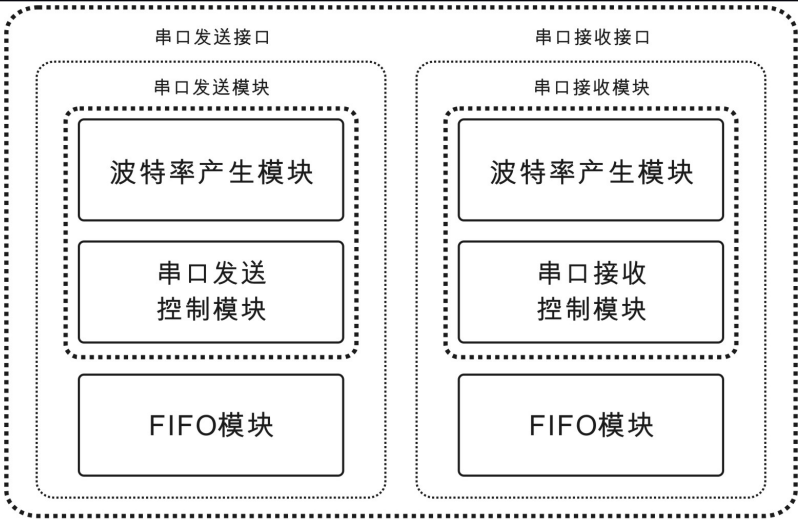 串口发送接口
串口发送模块
波特率产生模块
串口发送
控制模块
FIFO模块
串口接收接口
串口接收模块
波特率产生模块
串口接收
控制模块
FIFO模块